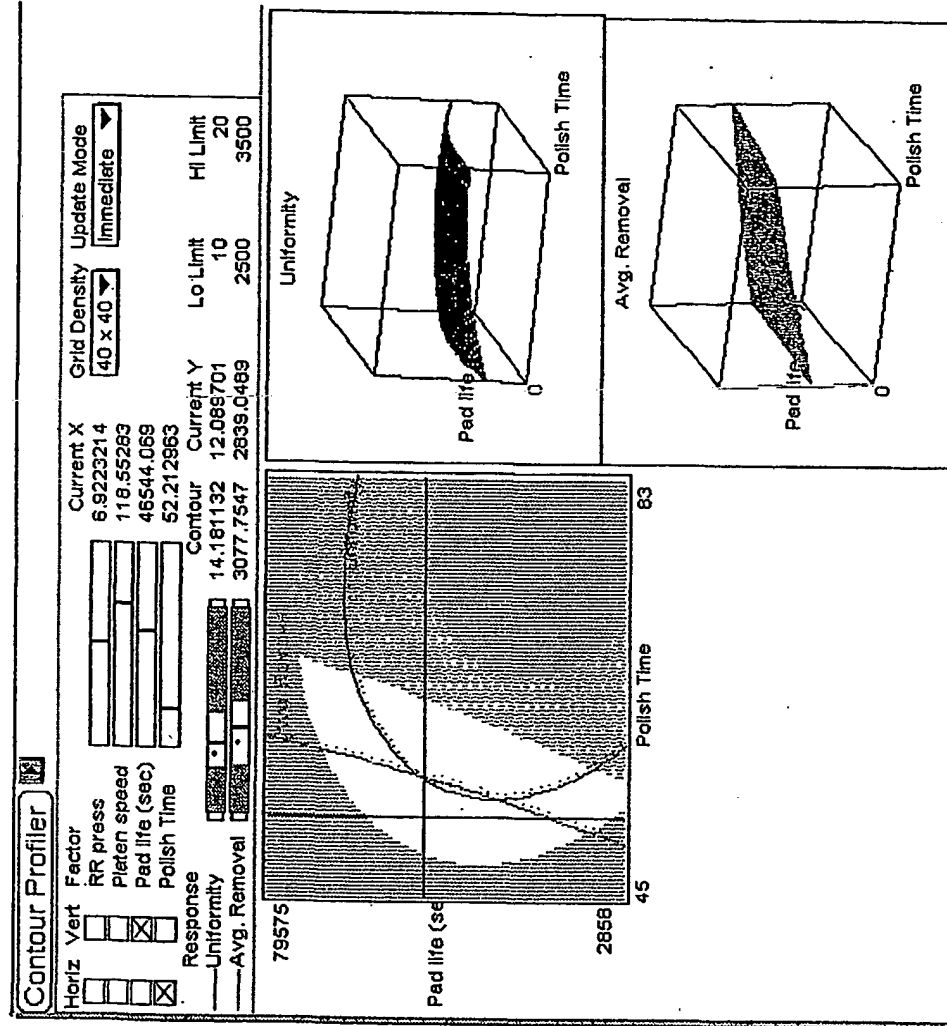 Contour Profiler
Horiz Vert Factor Current X Grid Density Update Mode
RR press 6.9223214 40 x 40 Immediate
Platen speed 118.55283
Pad life (sec) 46544.069
Polish Time 52.212963
Response Contour Current Y Lo Limit Hi Limit
Uniformity 14.181132 12.089701 10 20
Avg. Removal 3077.7547 2839.0489 2500 3500
79575
Pad life (se
2858
45 Polish Time 83
Uniformity
Pad life
0
Polish Time
Avg. Removal
Pad life
0
Polish Time